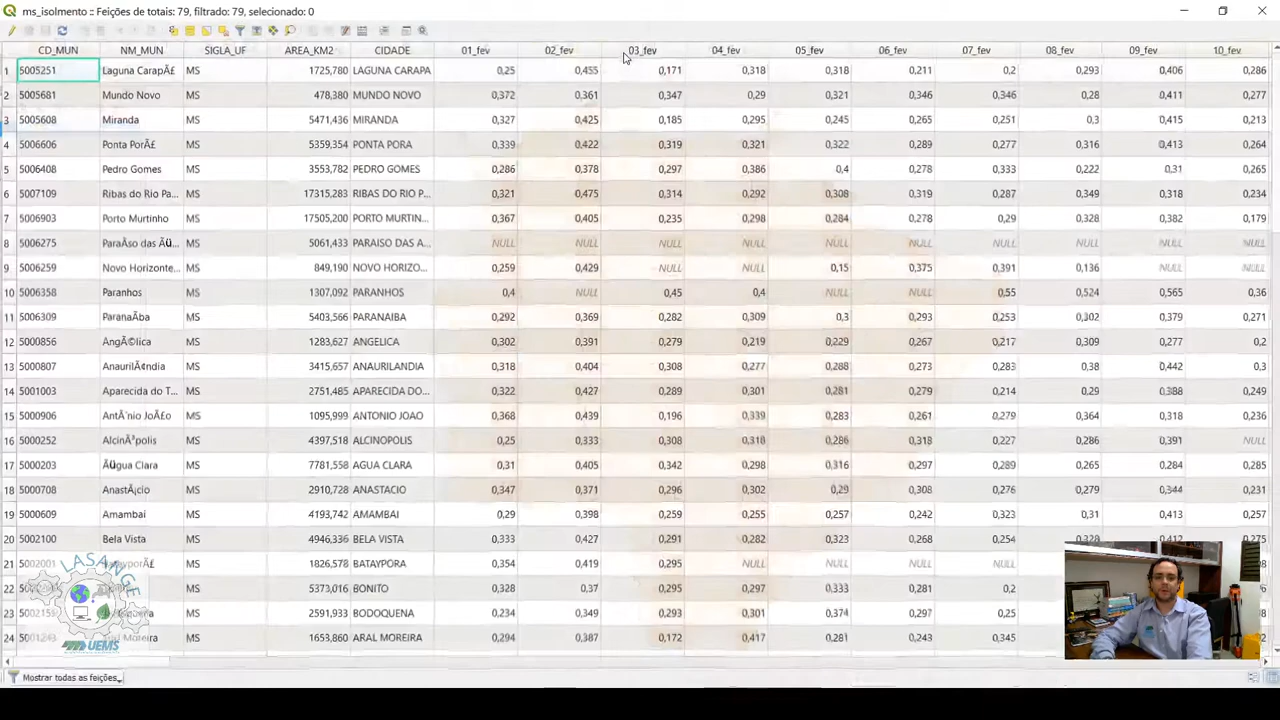 ms_isolmento :: Feições de totais: 79, filtrado: 79, selecionado: 0
CD_MUN NM_MUN SIGLA_UF AREA_KM2 CIDADE 01_fev 02_fev 03_fev 04_fev 05_fev 06_fev 07_fev 08_fev 09_fev 10_fev
1 5005251 Laguna CarapÃ£ MS 1725,780 LAGUNA CARAPA 0,25 0,455 0,171 0,318 0,318 0,211 0,2 0,293 0,406 0,286
2 5005681 Mundo Novo MS 478,380 MUNDO NOVO 0,372 0,361 0,347 0,29 0,321 0,346 0,346 0,28 0,411 0,277
3 5005608 Miranda MS 5471,436 MIRANDA 0,327 0,425 0,185 0,295 0,245 0,265 0,251 0,3 0,415 0,213
4 5006606 Ponta PorÃ£ MS 5359,354 PONTA PORA 0,339 0,422 0,319 0,321 0,322 0,289 0,277 0,316 0,413 0,264
5 5006408 Pedro Gomes MS 3553,782 PEDRO GOMES 0,286 0,378 0,297 0,386 0,4 0,278 0,333 0,222 0,31 0,265
6 5007109 Ribas do Rio Pa... MS 17315,283 RIBAS DO RIO P... 0,321 0,475 0,314 0,292 0,308 0,319 0,287 0,349 0,318 0,234
7 5006903 Porto Murtinho MS 17505,200 PORTO MURTIN... 0,367 0,405 0,235 0,298 0,284 0,278 0,29 0,328 0,382 0,179
8 5006275 ParaÃso das Ãü... MS 5061,433 PARAISO DAS A... NULL NULL NULL NULL NULL NULL NULL NULL NULL NULL
9 5006259 Novo Horizonte... MS 849,190 NOVO HORIZO... 0,259 0,429 NULL NULL 0,15 0,375 0,391 0,136 NULL NULL
10 5006358 Paranhos MS 1307,092 PARANHOS 0,4 NULL 0,45 0,4 NULL NULL 0,55 0,524 0,565 0,36
11 5006309 ParanaÃba MS 5403,566 PARANAIBA 0,292 0,369 0,282 0,309 0,3 0,293 0,253 0,302 0,379 0,271
12 5000856 AngÃ©lica MS 1283,627 ANGELICA 0,302 0,391 0,279 0,219 0,229 0,267 0,217 0,309 0,277 0,2
13 5000807 AnaurilÃ¢ndia MS 3415,657 ANAURILANDIA 0,318 0,404 0,308 0,277 0,288 0,273 0,283 0,38 0,442 0,3
14 5001003 Aparecida do T... MS 2751,485 APARECIDA DO... 0,322 0,427 0,289 0,301 0,281 0,279 0,214 0,29 0,388 0,249
15 5000906 AntÃ´nio JoÃ£o MS 1095,999 ANTONIO JOAO 0,368 0,439 0,196 0,339 0,283 0,261 0,279 0,364 0,318 0,236
16 5000252 AlcinÃ³polis MS 4397,518 ALCINOPOLIS 0,25 0,333 0,308 0,318 0,286 0,318 0,227 0,286 0,391 NULL
17 5000203 Ãügua Clara MS 7781,558 AGUA CLARA 0,31 0,405 0,342 0,298 0,316 0,297 0,289 0,265 0,284 0,285
18 5000708 AnastÃ¡cio MS 2910,728 ANASTACIO 0,347 0,371 0,296 0,302 0,29 0,308 0,276 0,279 0,344 0,231
19 5000609 Amambai MS 4193,742 AMAMBAI 0,29 0,398 0,259 0,255 0,257 0,242 0,323 0,31 0,413 0,257
20 5002100 Bela Vista MS 4946,336 BELA VISTA 0,333 0,427 0,291 0,282 0,323 0,268 0,254 0,323 0,412 0,275
21 MS 1826,578 BATAYPORA 0,354 0,419 0,295 NULL NULL NULL NULL
22 MS 5373,016 BONITO 0,328 0,37 0,295 0,297 0,333 0,281 0,2
23 MS 2591,933 BODOQUENA 0,234 0,349 0,293 0,301 0,374 0,297 0,25
24 Moreira MS 1653,860 ARAL MOREIRA 0,294 0,387 0,172 0,417 0,281 0,243 0,345
LASANGE
UEMS
Mostrar todas as feições